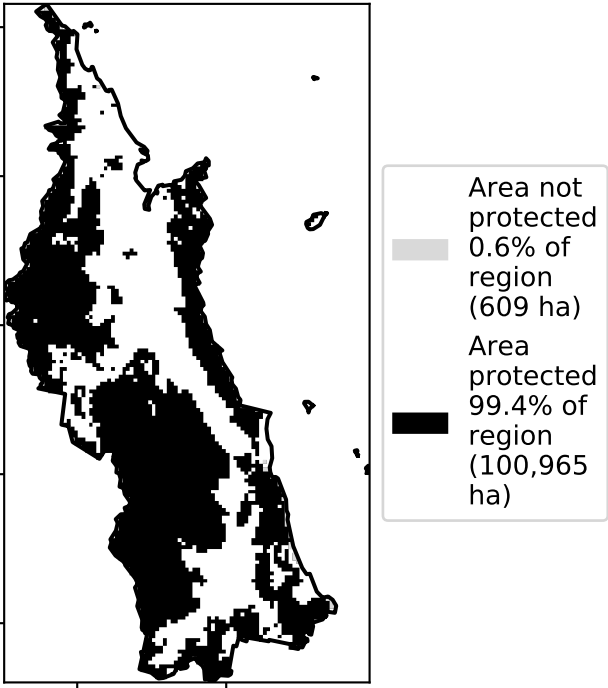 Area not
protected
0.6% of
region
(609 ha)
Area
protected
99.4% of
region
(100,965
ha)